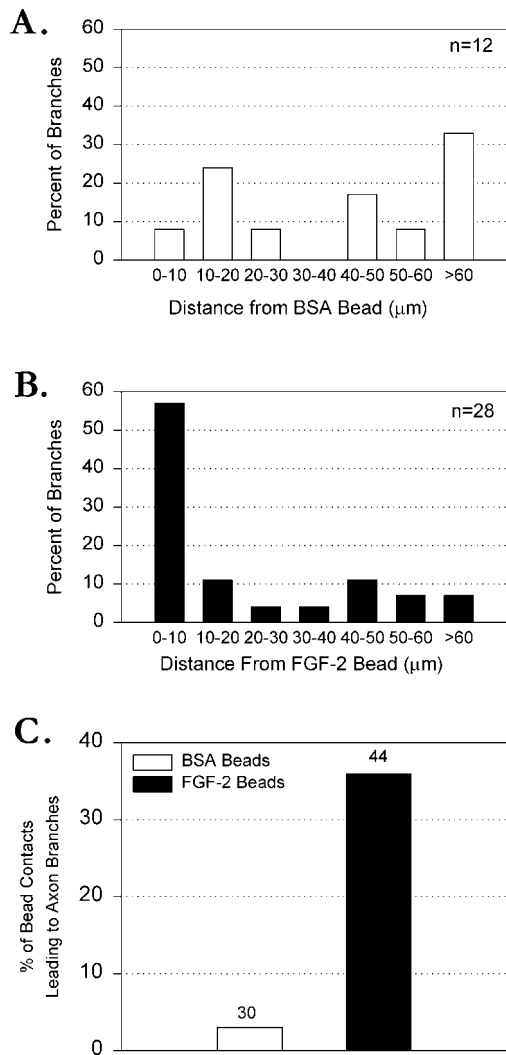 A.
60
50
40
30
20
10
0
Percent of Branches
n=12
0-10 10-20 20-30 30-40 40-50 50-60 >60
Distance from BSA Bead (μm)
B.
60
50
40
30
20
10
0
Percent of Branches
n=28
0-10 10-20 20-30 30-40 40-50 50-60 >60
Distance From FGF-2 Bead (μm)
C.
40
30
20
10
0
% of Bead Contacts
Leading to Axon Branches
BSA Beads
FGF-2 Beads
44
30